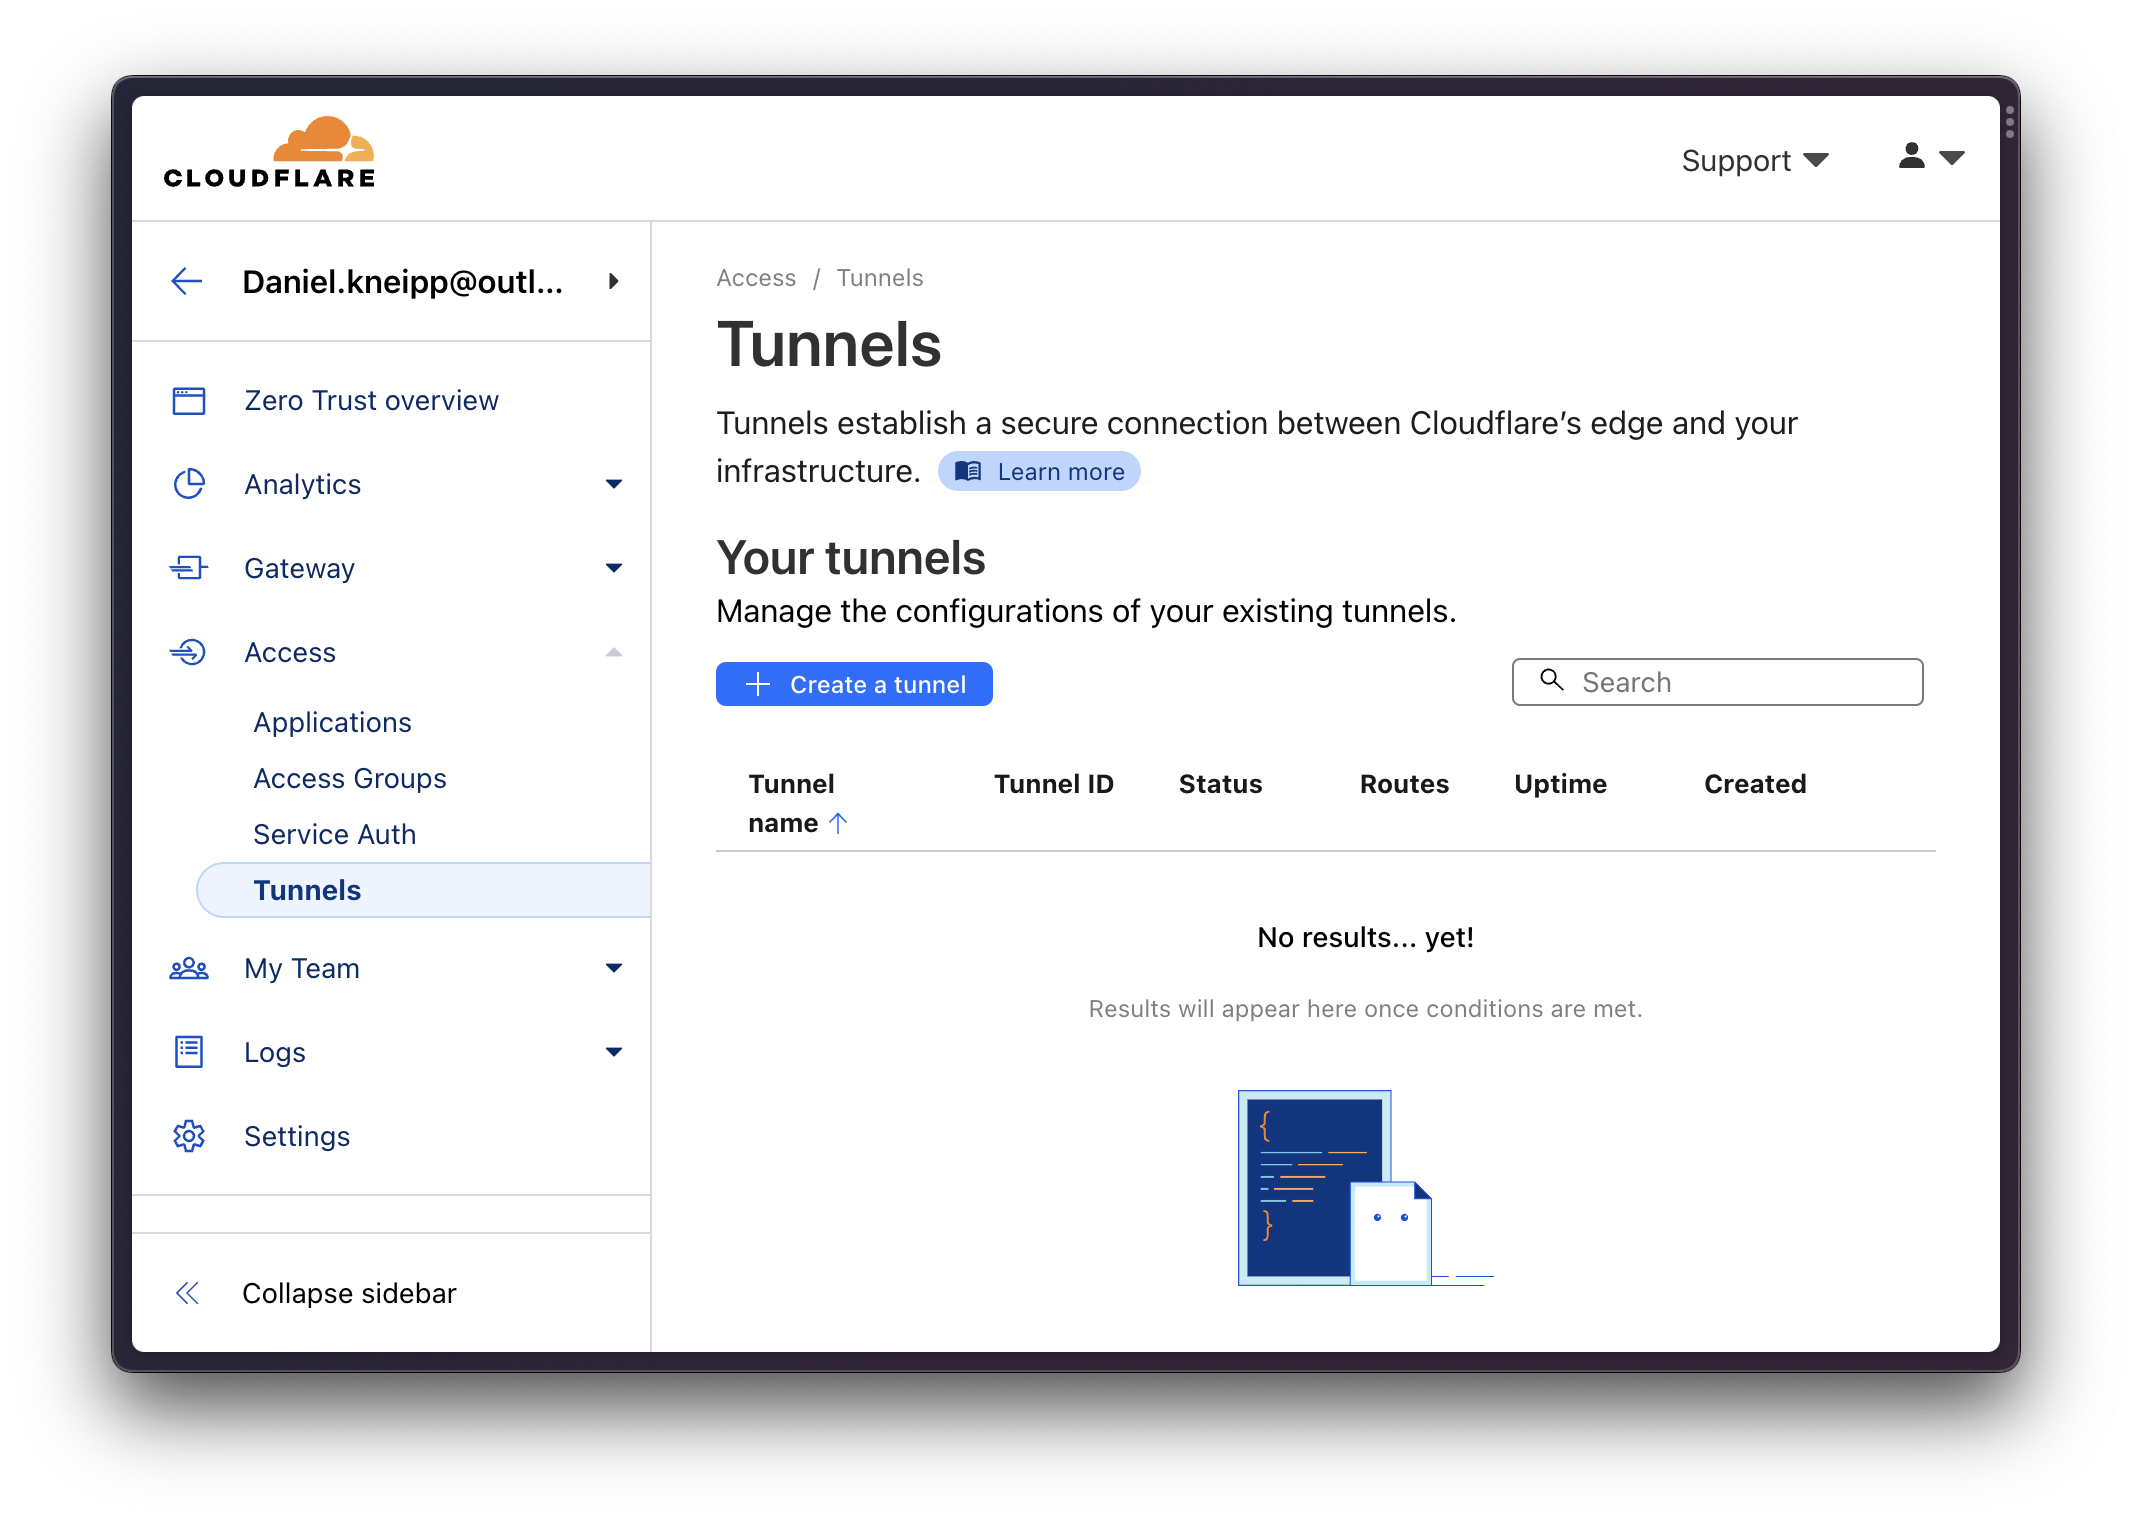 CLOUDFLARE
Support
Daniel.kneipp@outl...
Zero Trust overview
Analytics
Gateway
Access
Applications
Access Groups
Service Auth
Tunnels
My Team
Logs
Settings
Collapse sidebar
Access / Tunnels
Tunnels
Tunnels establish a secure connection between Cloudflare’s edge and your
infrastructure. Learn more
Your tunnels
Manage the configurations of your existing tunnels.
Create a tunnel
Search
Tunnel Tunnel ID Status Routes Uptime Created
name
No results... yet!
Results will appear here once conditions are met.
{
}